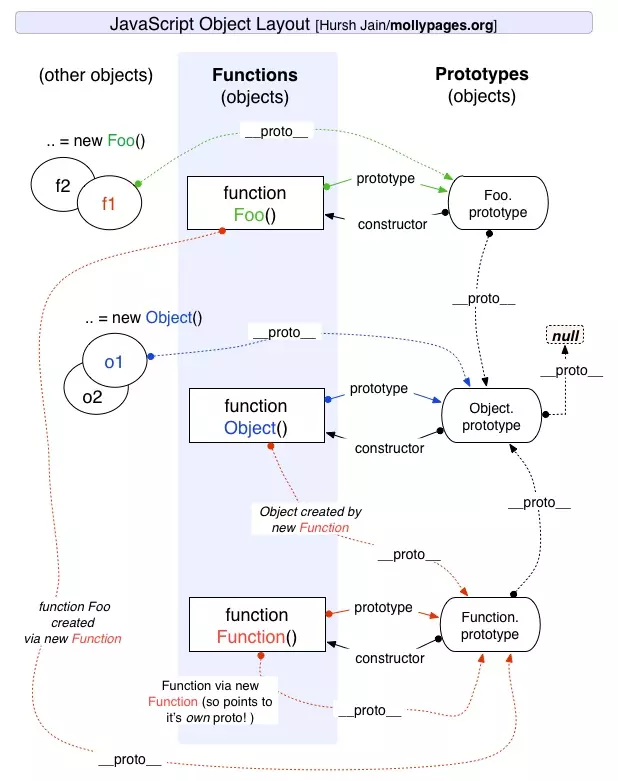 JavaScript Object Layout [Hursh Jain/mollypages.org]
(other objects)
Functions
(objects)
Prototypes
(objects)
.. = new Foo()
__proto__
f2
f1
function
Foo()
prototype
constructor
Foo.
prototype
__proto__
.. = new Object()
__proto__
null
__proto__
o1
o2
function
Object()
prototype
constructor
Object.
prototype
Object created by
new Function
__proto__
__proto__
function Foo
created
via new Function
function
Function()
prototype
constructor
Function.
prototype
Function via new
Function (so points to
it's own proto! )
__proto__
__proto__